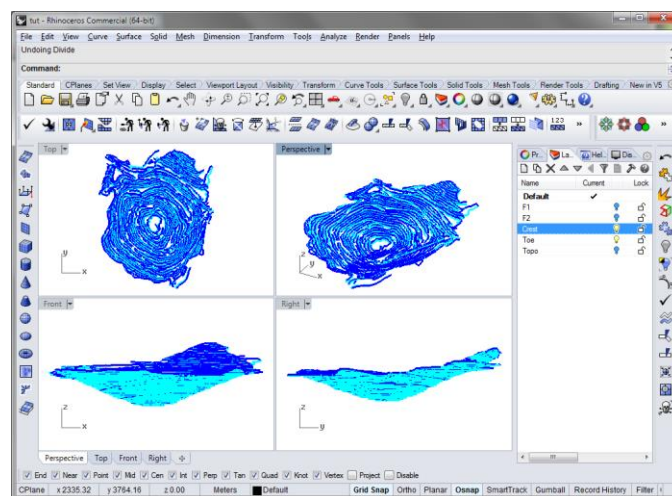 tut - Rhinoceros Commercial (64-bit)
File Edit View Curve Surface Solid Mesh Dimension Transform Tools Analyze Render Panels Help
Undoing Divide
Command:
Standard CPlanes Set View Display Select Viewport Layout Visibility Transform Curve Tools Surface Tools Solid Tools Mesh Tools Render Tools Drafting New in V5
123
Top
Perspective
Pr... La... Hel... Dis...
Name Current Lock
Default
F1
F2
Crest
Toe
Topo
y
x
z
y
x
Front
Right
z
x
z
y
Perspective Top Front Right
End Near Point Mid Cen Int Perp Tan Quad Knot Vertex Project Disable
CPlane x 2335.32 y 3764.16 z 0.00 Meters Default Grid Snap Ortho Planar Osnap SmartTrack Gumball Record History Filter